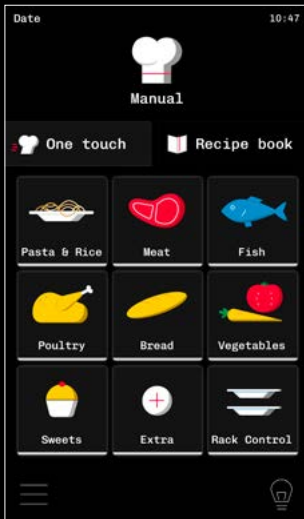 Date 10:47
Manual
One touch Recipe book
Pasta & Rice Meat Fish
Poultry Bread Vegetables
Sweets Extra Rack Control